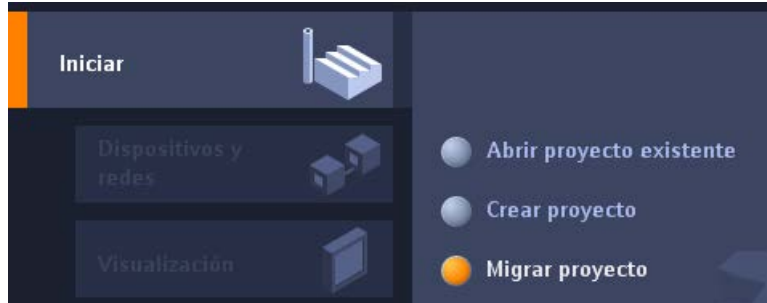 Iniciar
Dispositivos y
redes
Visualización
Abrir proyecto existente
Crear proyecto
Migrar proyecto